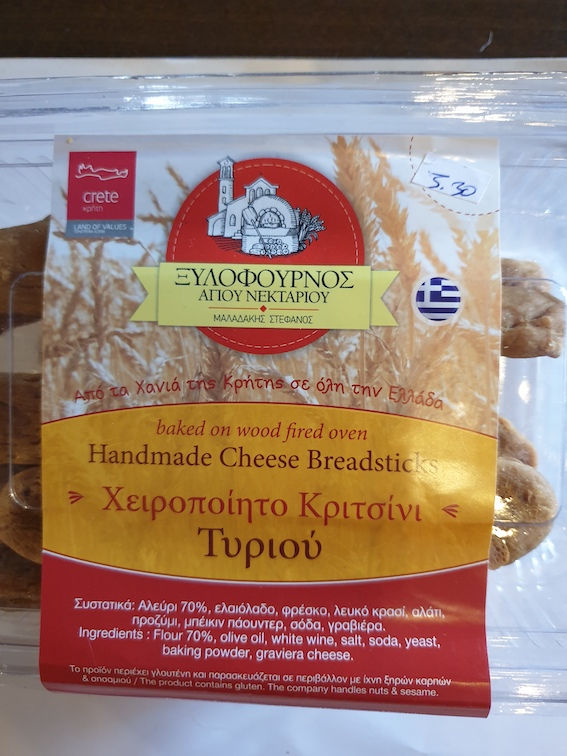 crete
κρήτη
LAND OF VALUES
5.30
ΞΥΛΟΦΟΥΡΝΟΣ
ΑΓΙΟΥ ΝΕΚΤΑΡΙΟΥ
ΜΑΛΑΔΑΚΗΣ ΣΤΕΦΑΝΟΣ
Από τα Χανιά της Κρήτης σε όλη την Ελλάδα
baked on wood fired oven
Handmade Cheese Breadsticks
Χειροποίητο Κριτσίνι
Τυριού
Συστατικά: Αλεύρι 70%, ελαιόλαδο, φρέσκο, λευκό κρασί, αλάτι,
προζύμι, μπέικιν πάουντερ, σόδα, γραβιέρα.
Ingredients : Flour 70%, olive oil, white wine, salt, soda, yeast,
baking powder, graviera cheese.
Το προϊόν περιέχει γλουτένη και παρασκευάζεται σε περιβάλλον με ίχνη ξηρών καρπών
& σησαμιού / The product contains gluten. The company handles nuts & sesame.